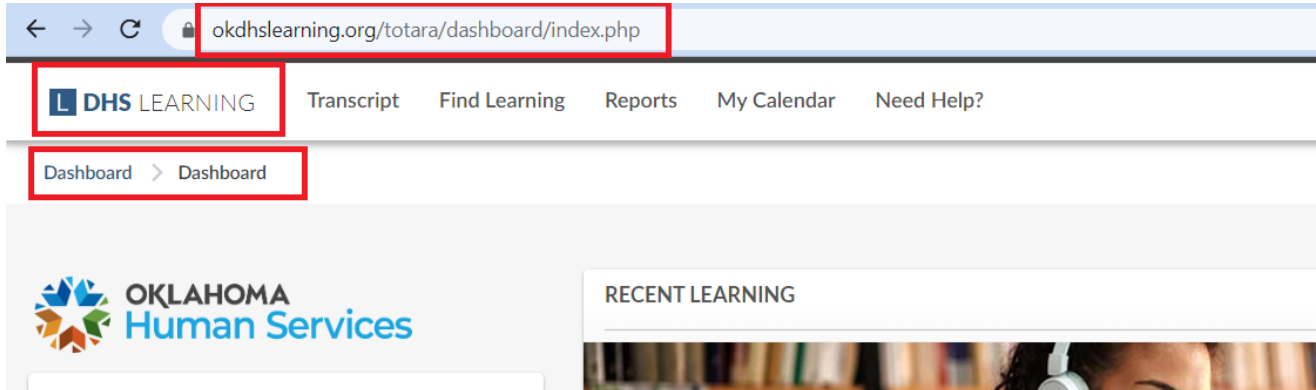 okdhslearning.org/totara/dashboard/index.php
L DHS LEARNING Transcript Find Learning Reports My Calendar Need Help?
Dashboard > Dashboard
OKLAHOMA
Human Services
RECENT LEARNING